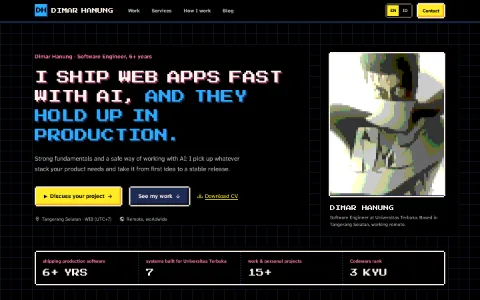 DH DIMAR HANUNG
Work Services How I work Blog
EN ID Contact
Dimar Hanung · Software Engineer, 6+ years
I SHIP WEB APPS FAST
WITH AI, AND THEY
HOLD UP IN
PRODUCTION.
Strong fundamentals and a safe way of working with AI. I pick up whatever
stack your product needs and take it from first idea to a stable release.
▶ Discuss your project →
See my work ↓
Download CV
Tangerang Selatan · WIB (UTC+7)
Remote, worldwide
DIMAR HANUNG
Software Engineer at Universitas Terbuka. Based in
Tangerang Selatan, working remote.
shipping production software
6+ YRS
systems built for Universitas Terbuka
7
work & personal projects
15+
Codewars rank
3 KYU